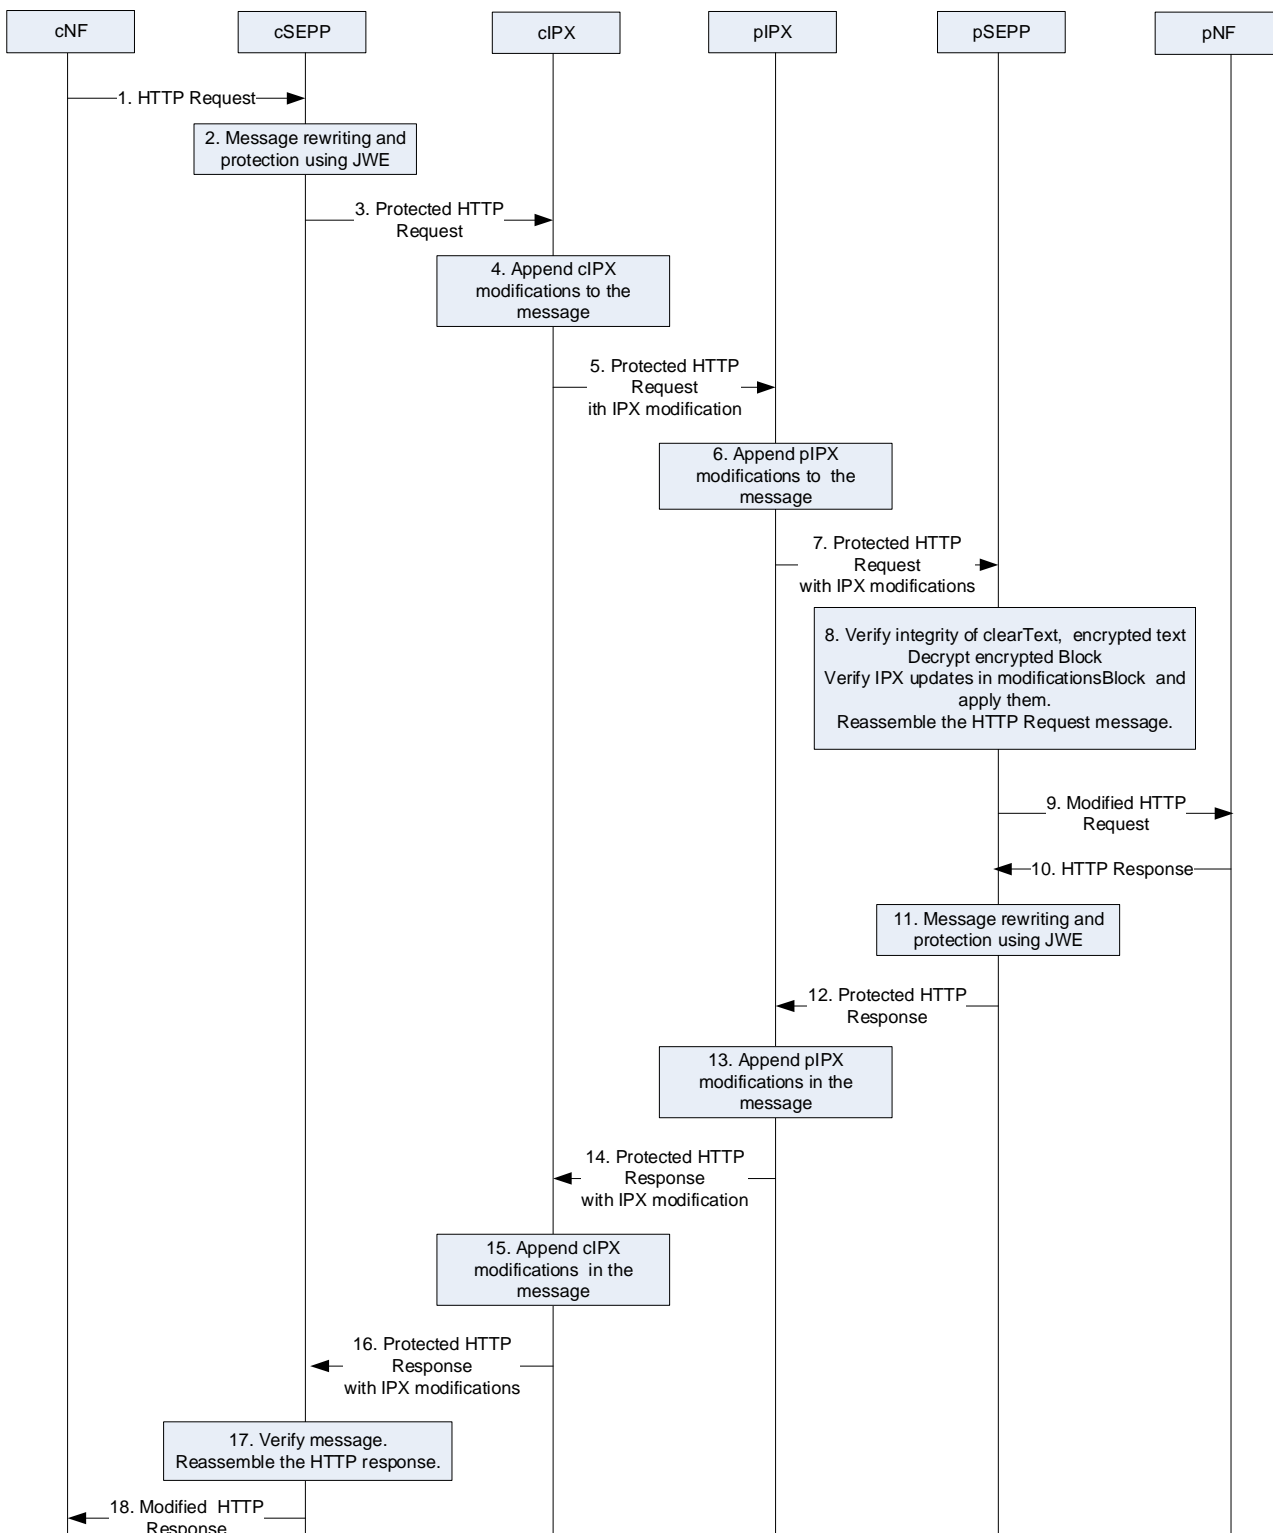 cNF
cSEPP
cIPX
pIPX
pSEPP
pNF
1. HTTP Request
2. Message rewriting and
protection using JWE
3. Protected HTTP
Request
4. Append cIPX
modifications to the
message
5. Protected HTTP
Request
ith IPX modification
6. Append pIPX
modifications to  the
message
7. Protected HTTP
Request
with IPX modifications
8. Verify integrity of clearText,  encrypted text
Decrypt encrypted Block
Verify IPX updates in modificationsBlock  and
apply them.
Reassemble the HTTP Request message.
9. Modified HTTP
Request
10. HTTP Response
11. Message rewriting and
protection using JWE
12. Protected HTTP
Response
13. Append pIPX
modifications in the
message
14. Protected HTTP
Response
with IPX modification
15. Append cIPX
modifications  in the
message
16. Protected HTTP
Response
with IPX modifications
17. Verify message.
Reassemble the HTTP response.
18. Modified  HTTP
Response